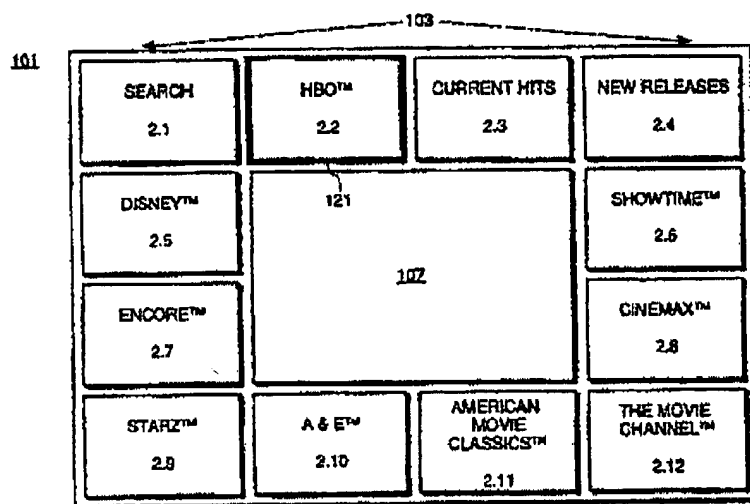 103
101
SEARCH
2.1
HBO™
2.2
CURRENT HITS
2.3
NEW RELEASES
2.4
121
DISNEY™
2.5
107
SHOWTIME™
2.6
ENCORE™
2.7
CINEMAX™
2.8
STARZ™
2.9
A & E™
2.10
AMERICAN
MOVIE
CLASSICS™
2.11
THE MOVIE
CHANNEL™
2.12